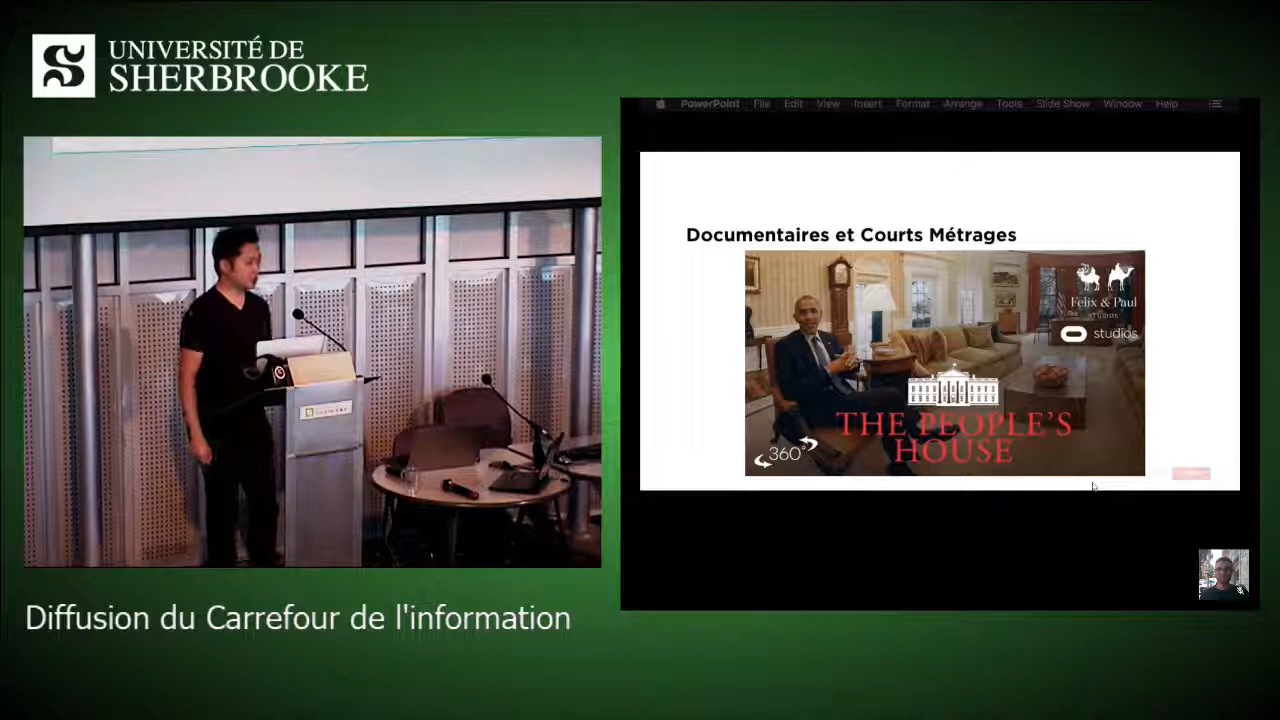 UNIVERSITÉ DE
SHERBROOKE
PowerPoint File Edit View Insert Format Arrange Tools Slide Show Window Help
Documentaires et Courts Métrages
Felix & Paul
STUDIOS
studios
THE PEOPLE'S
HOUSE
360°
Diffusion du Carrefour de l'information